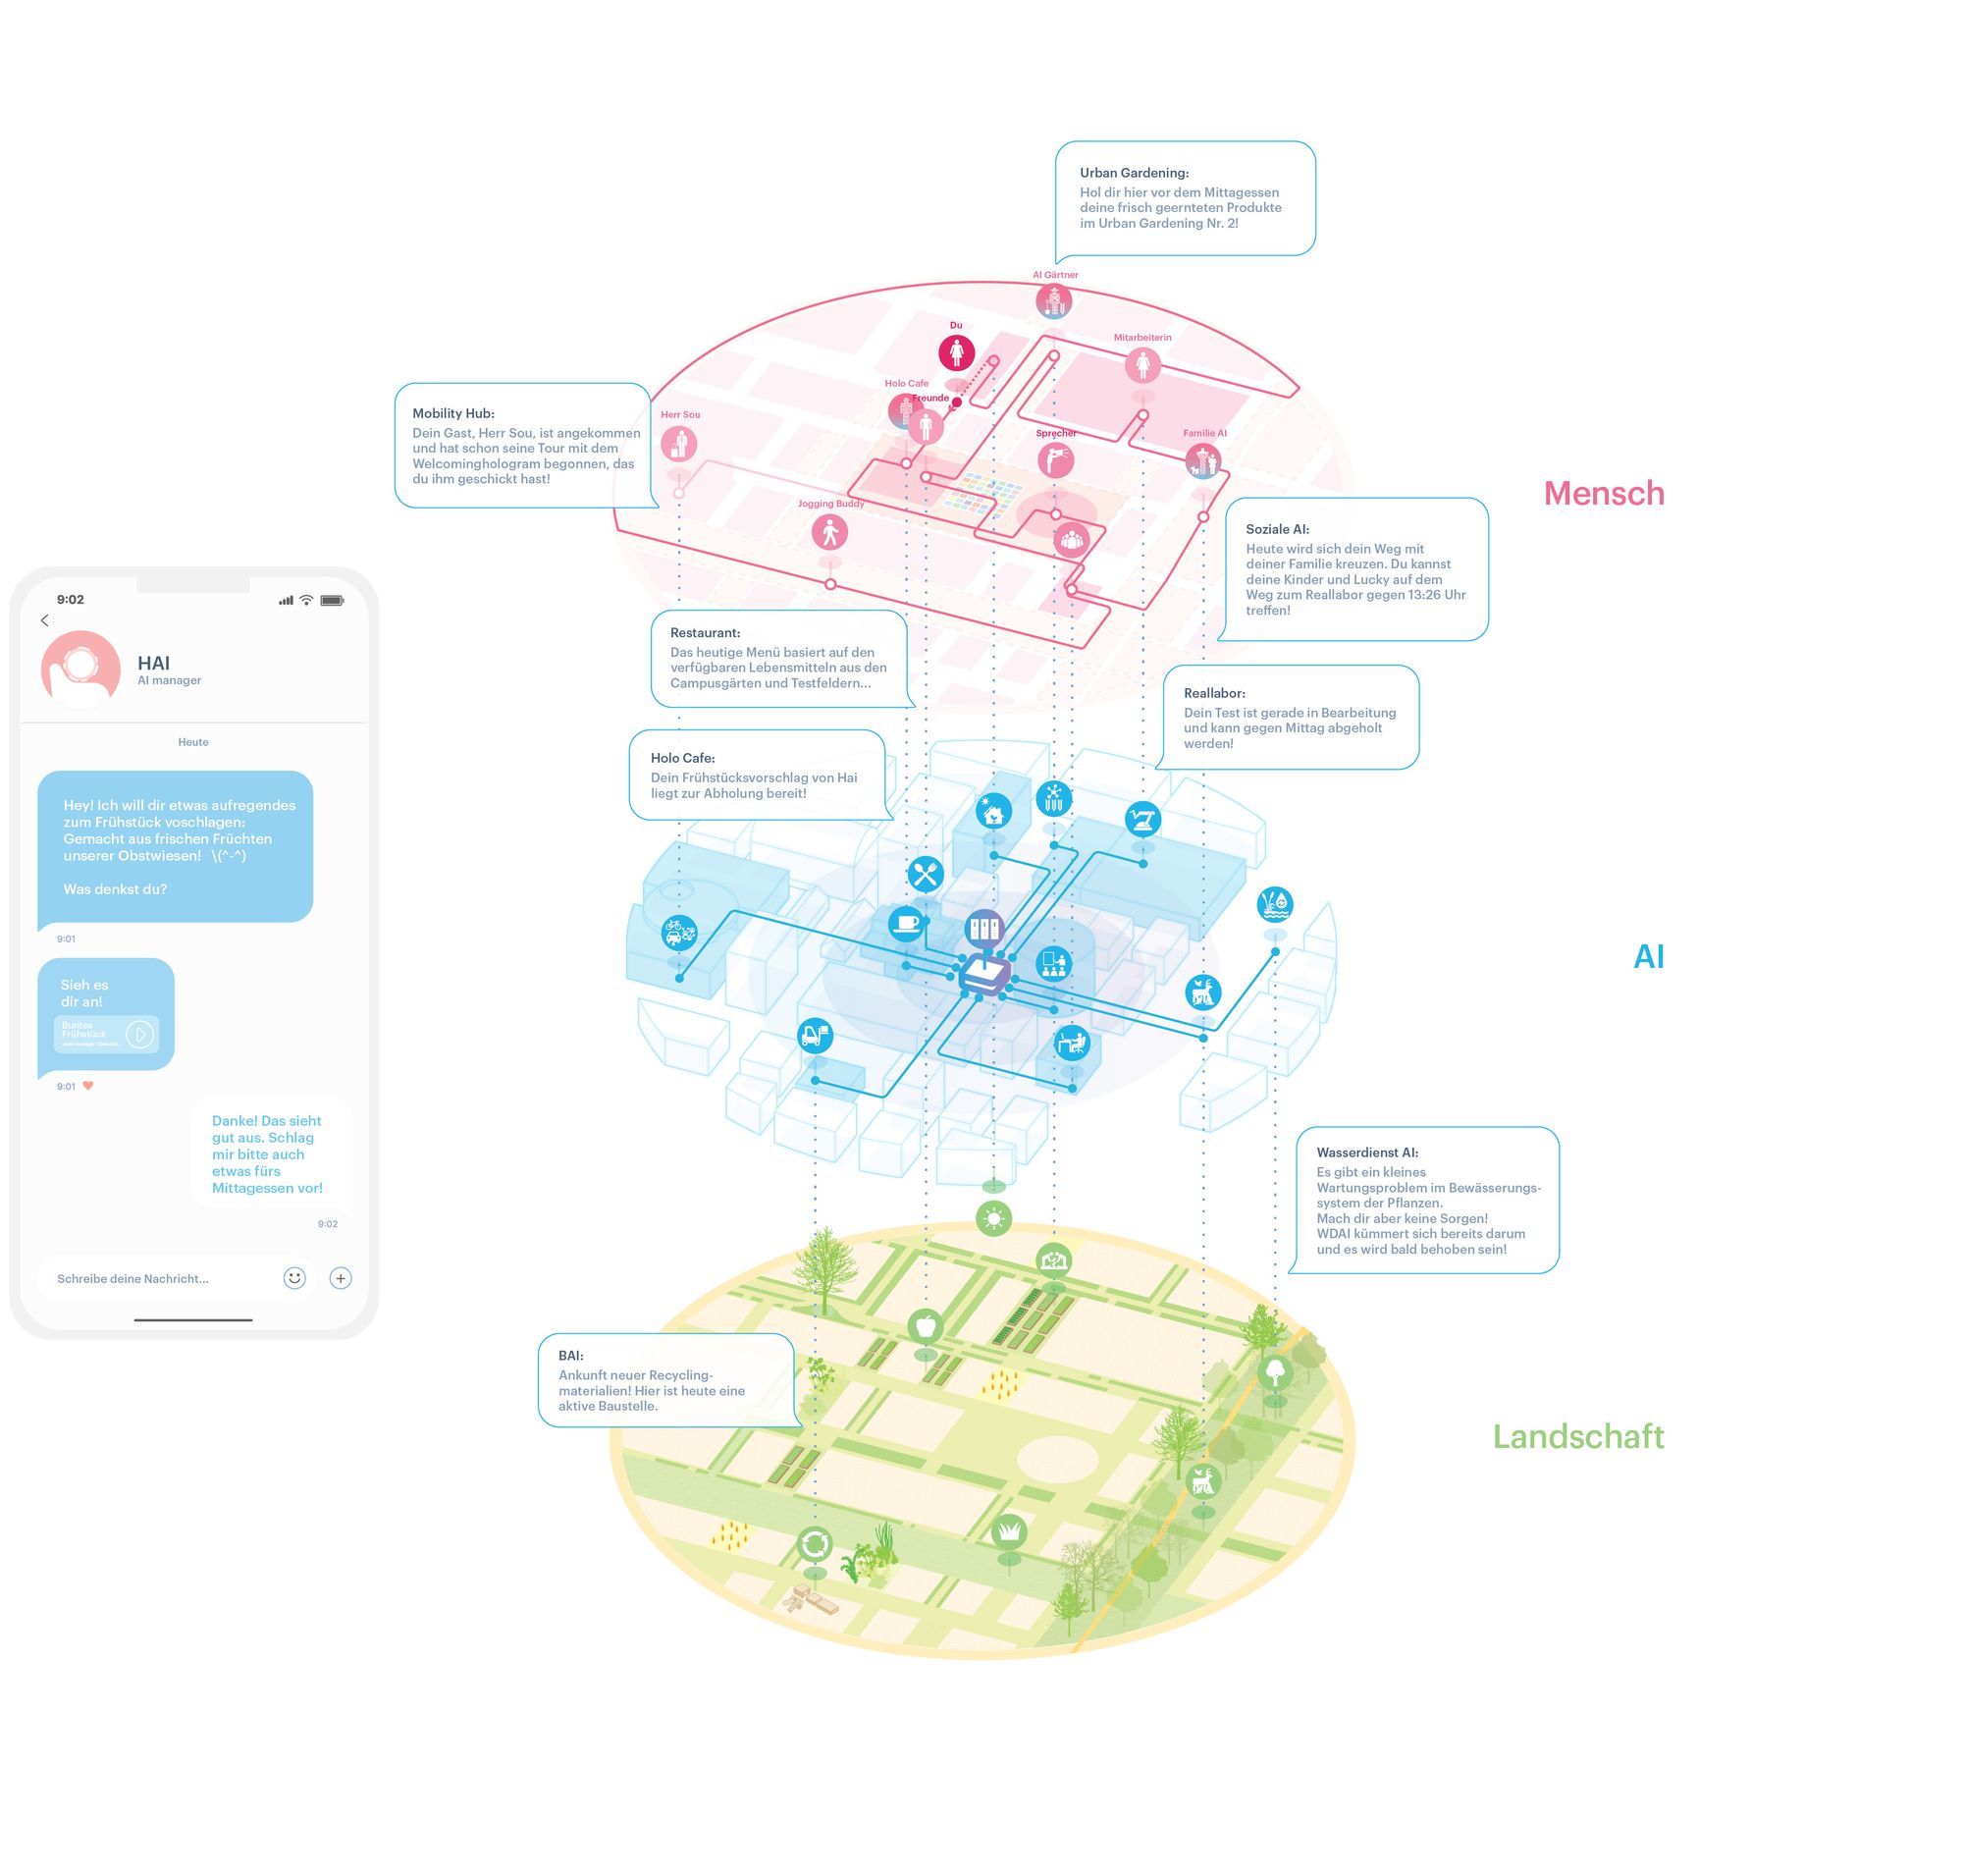 Urban Gardening:
Hol dir hier vor dem Mittagessen
deine frisch geernteten Produkte
im Urban Gardening Nr. 2!
AI Gärtner
Du
Mitarbeiterin
Holo Cafe
Freunde
Herr Sou
Sprecher
Familie AI
Jogging Buddy
Mobility Hub:
Dein Gast, Herr Sou, ist angekommen
und hat schon seine Tour mit dem
Welcominghologram begonnen, das
du ihm geschickt hast!
Mensch
Soziale AI:
Heute wird sich dein Weg mit
deiner Familie kreuzen. Du kannst
deine Kinder und Lucky auf dem
Weg zum Reallabor gegen 13:26 Uhr
treffen!
Restaurant:
Das heutige Menü basiert auf den
verfügbaren Lebensmitteln aus den
Campusgärten und Testfeldern...
Reallabor:
Dein Test ist gerade in Bearbeitung
und kann gegen Mittag abgeholt
werden!
Holo Cafe:
Dein Frühstücksvorschlag von Hai
liegt zur Abholung bereit!
AI
Wasserdienst AI:
Es gibt ein kleines
Wartungsproblem im Bewässerungs-
system der Pflanzen.
Mach dir aber keine Sorgen!
WDAI kümmert sich bereits darum
und es wird bald behoben sein!
BAI:
Ankunft neuer Recycling-
materialien! Hier ist heute eine
aktive Baustelle.
Landschaft
9:02
HAI
AI manager
Heute
Hey! Ich will dir etwas aufregendes
zum Frühstück voschlagen:
Gemacht aus frischen Früchten
unserer Obstwiesen! \(^-^)
Was denkst du?
9:01
Sieh es
dir an!
Buntes
Frühstück
9:01
Danke! Das sieht
gut aus. Schlag
mir bitte auch
etwas fürs
Mittagessen vor!
9:02
Schreibe deine Nachricht...